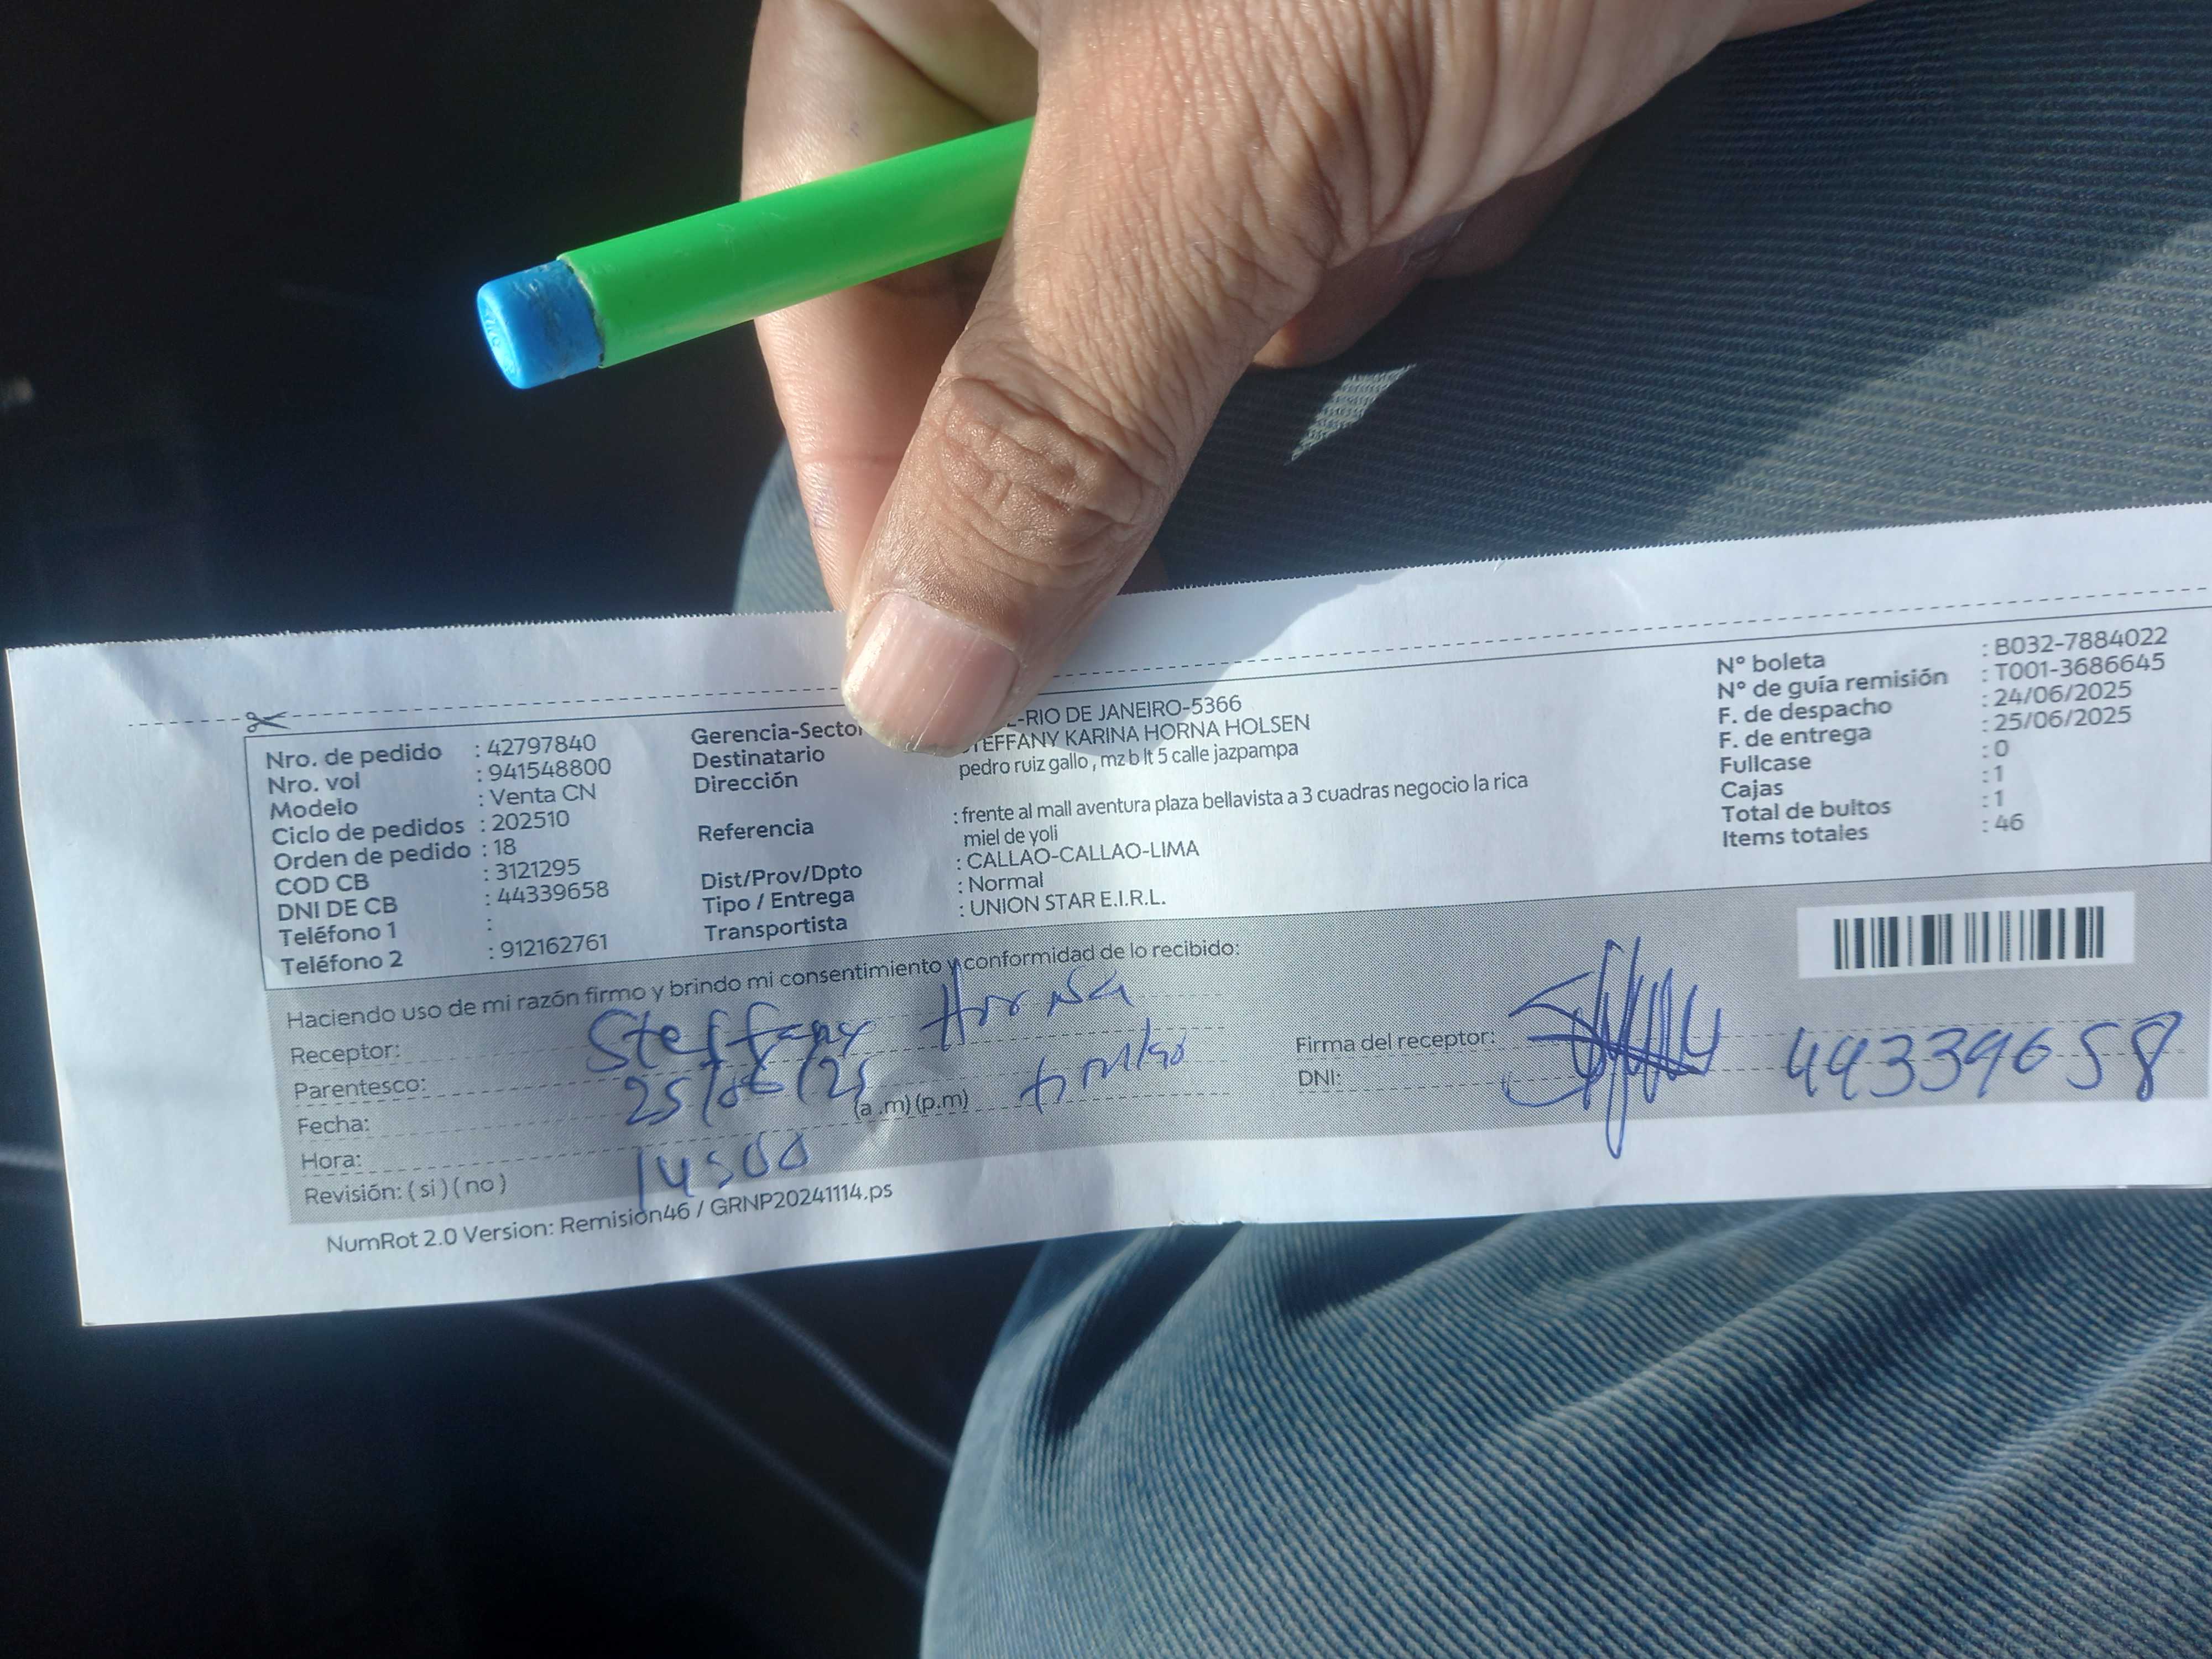 Nro. de pedido : 42797840
Nro. vol : 941548800
Modelo : Venta CN
Ciclo de pedidos : 202510
Orden de pedido : 18
COD CB : 3121295
DNI DE CB : 44339658
Teléfono 1 :
Teléfono 2 : 912162761
Gerencia-Sector -RIO DE JANEIRO-5366
Destinatario STEFFANY KARINA HORNA HOLSEN
Dirección pedro ruiz gallo , mz b lt 5 calle jazpampa
Referencia : frente al mall aventura plaza bellavista a 3 cuadras negocio la rica
miel de yoli
Dist/Prov/Dpto : CALLAO-CALLAO-LIMA
Tipo / Entrega : Normal
Transportista : UNION STAR E.I.R.L.
N° boleta : B032-7884022
N° de guía remisión : T001-3686645
F. de despacho : 24/06/2025
F. de entrega : 25/06/2025
Fullcase : 0
Cajas : 1
Total de bultos : 1
Items totales : 46
Haciendo uso de mi razón firmo y brindo mi consentimiento y conformidad de lo recibido:
Receptor: Steffany Horna
Parentesco:
Fecha: 25/06/25
(a .m) (p.m)
Hora:
Revisión: ( si ) ( no )
Firma del receptor:
DNI: 44339658
NumRot 2.0 Version: Remision46 / GRNP20241114.ps